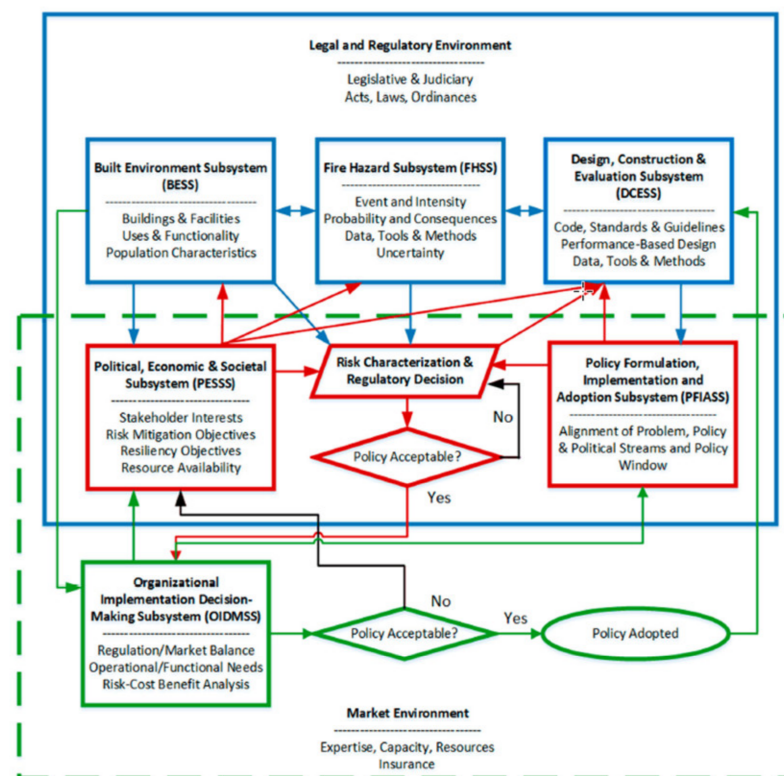 Legal and Regulatory Environment
Legislative & Judiciary
Acts, Laws, Ordinances
Built Environment Subsystem
(BESS)
Buildings & Facilities
Uses & Functionality
Population Characteristics
Fire Hazard Subsystem (FHSS)
Event and Intensity
Probability and Consequences
Data, Tools & Methods
Uncertainty
Design, Construction &
Evaluation Subsystem
(DCESS)
Code, Standards & Guidelines
Performance-Based Design
Data, Tools & Methods
Political, Economic & Societal
Subsystem (PESSS)
Stakeholder Interests
Risk Mitigation Objectives
Resiliency Objectives
Resource Availability
Risk Characterization &
Regulatory Decision
No
Policy Acceptable?
Yes
Policy Formulation,
Implementation and
Adoption Subsystem (PFIASS)
Alignment of Problem, Policy
& Political Streams and Policy
Window
Organizational
Implementation Decision-
Making Subsystem (OIDMSS)
Regulation/Market Balance
Operational/Functional Needs
Risk-Cost Benefit Analysis
No
Policy Acceptable?
Yes
Policy Adopted
Market Environment
Expertise, Capacity, Resources
Insurance